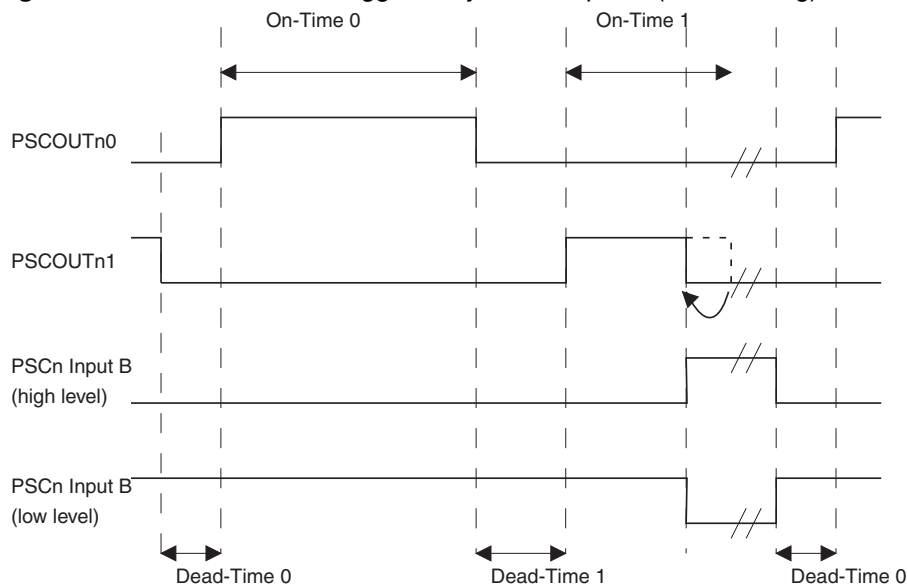 On-Time 0 On-Time 1
PSCOUTn0
PSCOUTn1
PSCn Input B
(high level)
PSCn Input B
(low level)
Dead-Time 0 Dead-Time 1 Dead-Time 0